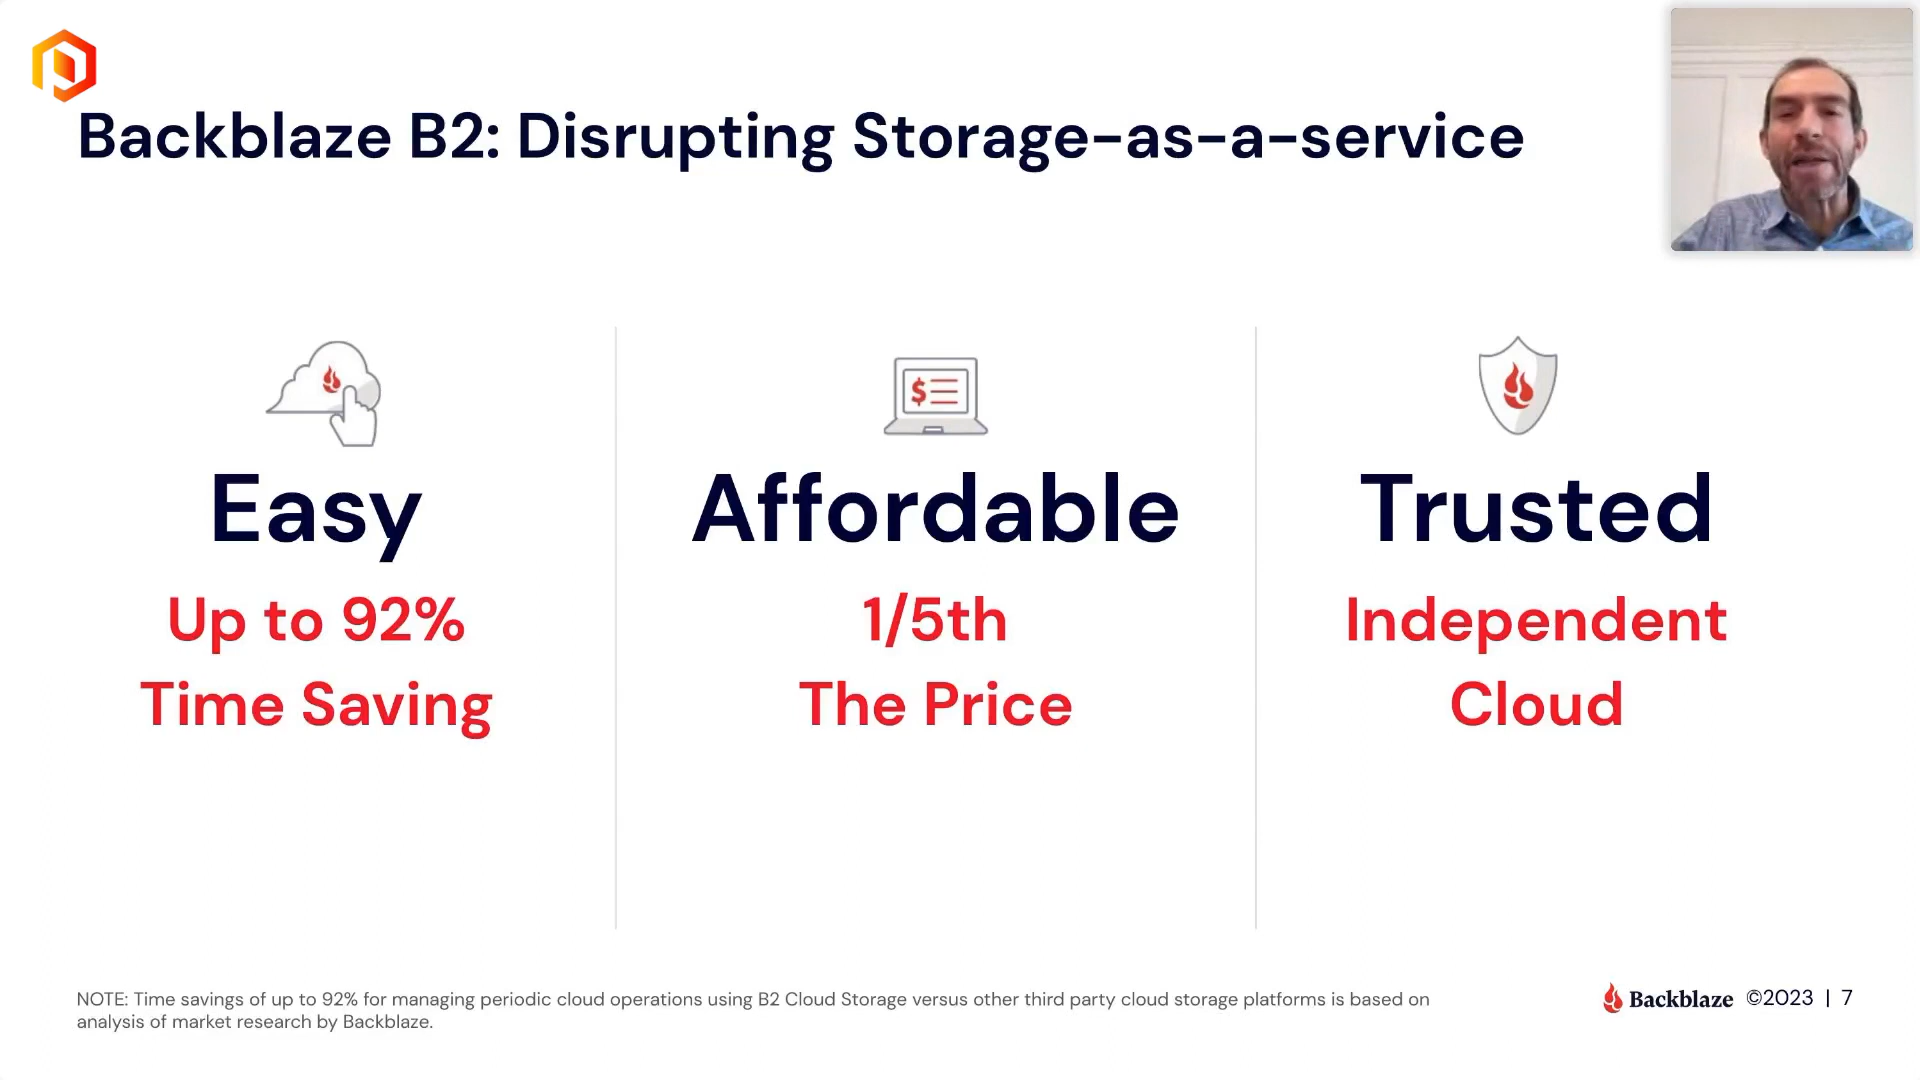 Backblaze B2: Disrupting Storage-as-a-service
$
Easy
Up to 92%
Time Saving
Affordable
1/5th
The Price
Trusted
Independent
Cloud
NOTE: Time savings of up to 92% for managing periodic cloud operations using B2 Cloud Storage versus other third party cloud storage platforms is based on
analysis of market research by Backblaze.
Backblaze ©2023 | 7